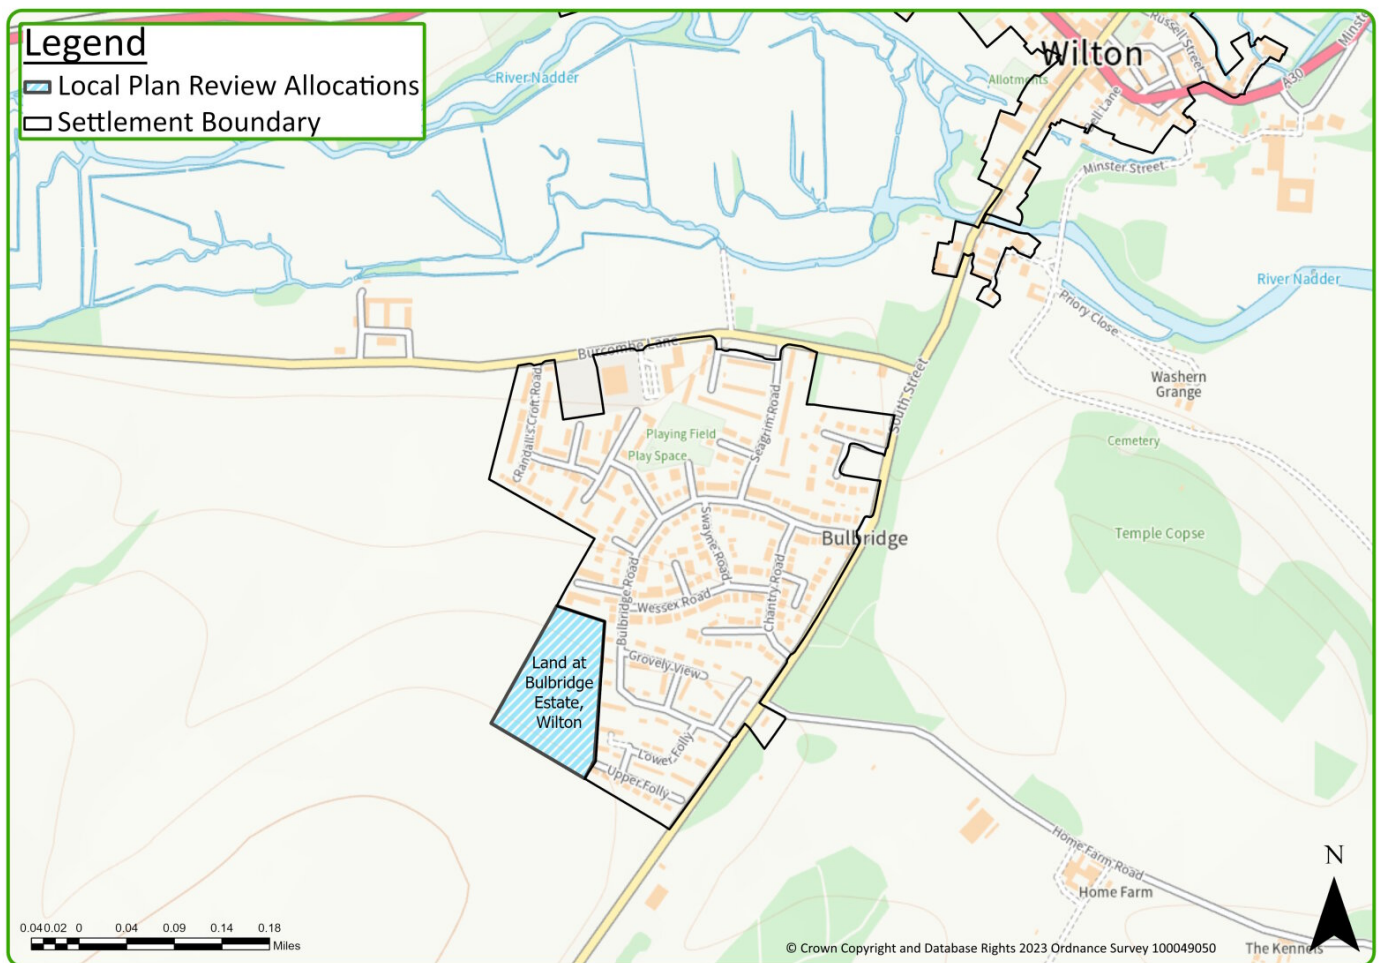 Legend
Local Plan Review Allocations
Settlement Boundary
River Nadder
Allotments
Wilton
Russell Street
A30
Bell Lane
Minster Street
River Nadder
Priory Close
Washern
Grange
Cemetery
Burcombe Lane
South Street
Randall's Croft Road
Playing Field
Play Space
Seagrim Road
Temple Copse
Bulbridge
Swayne Road
Wessex Road
Chantry Road
Bulbridge Road
Land at
Bulbridge
Estate,
Wilton
Grovely View
Lower Folly
Upper Folly
Home Farm Road
Home Farm
The Kennels
N
0.04 0.02 0 0.04 0.09 0.14 0.18
Miles
© Crown Copyright and Database Rights 2023 Ordnance Survey 100049050